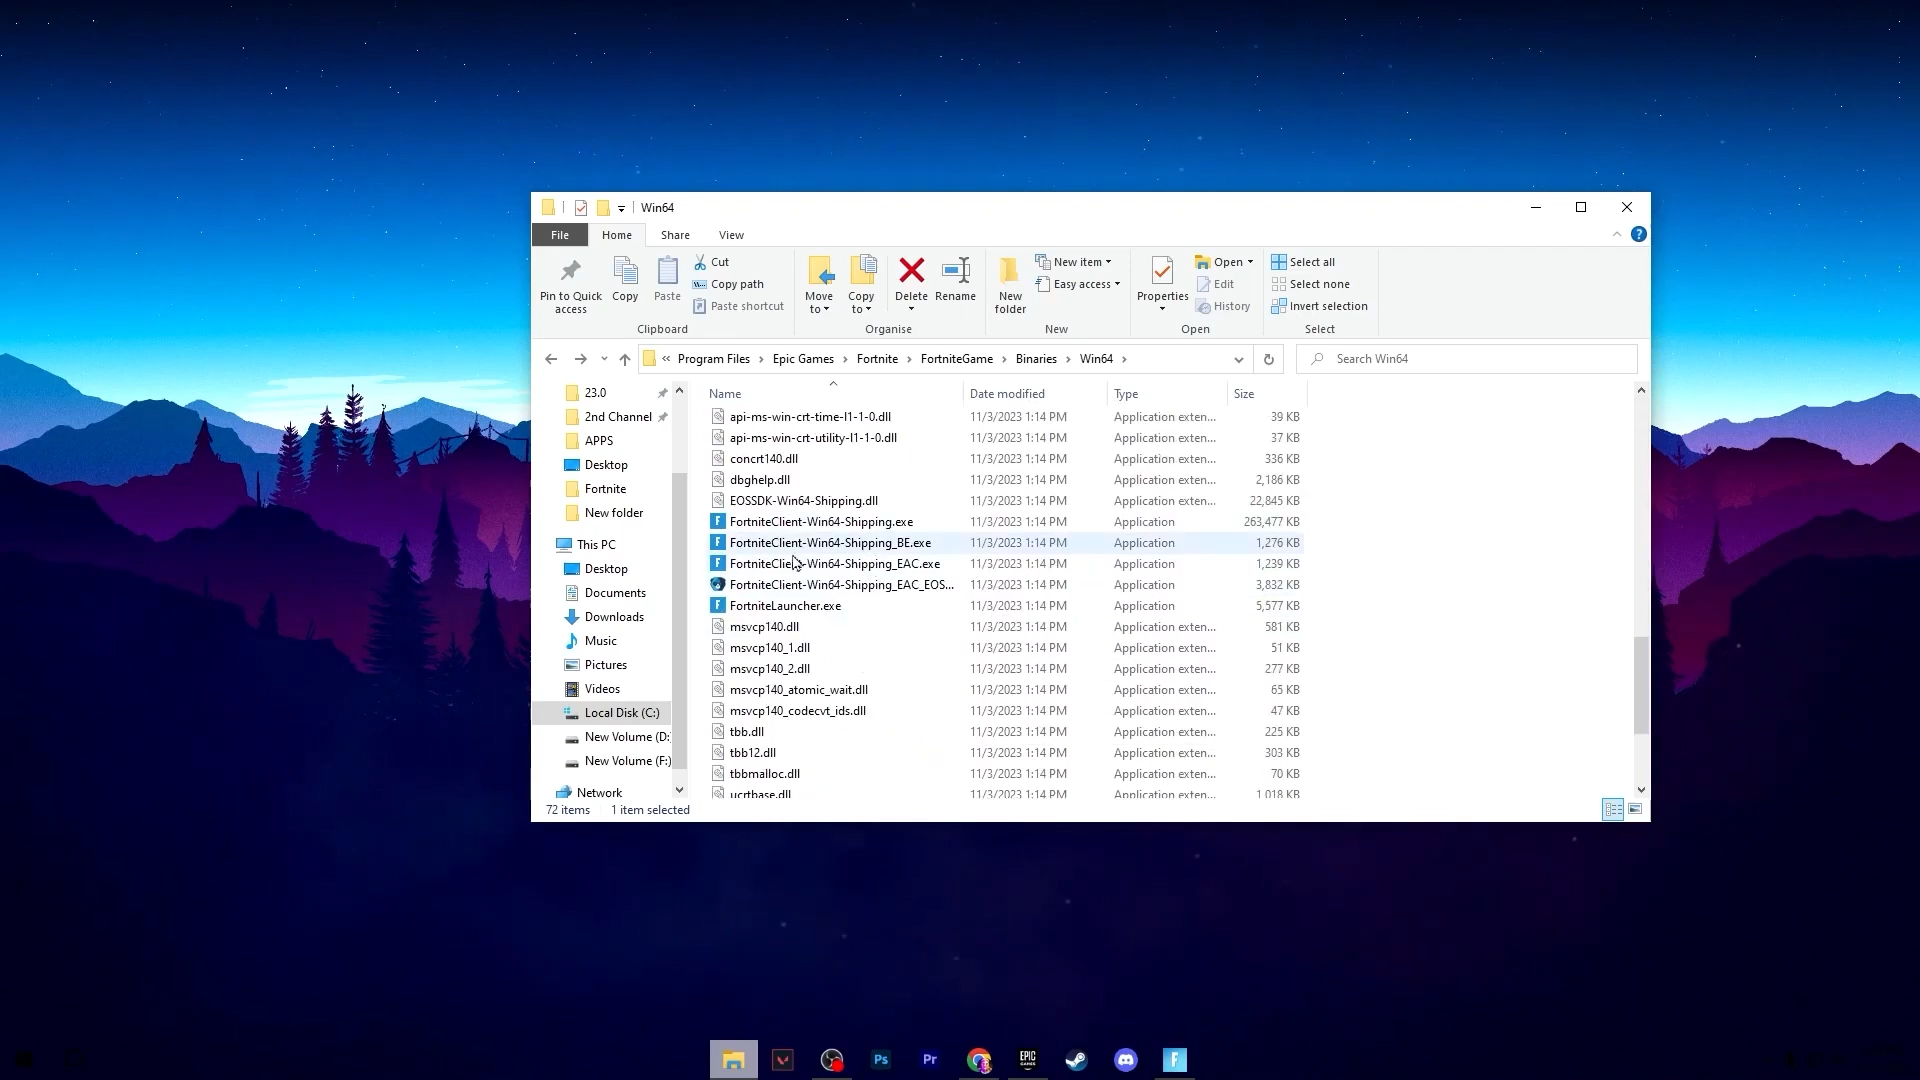 Win64
File Home Share View
Pin to Quick access
Copy
Paste
Cut
Copy path
Paste shortcut
Clipboard
Move to
Copy to
Delete
Rename
Organise
New folder
New item
Easy access
New
Properties
Open
Edit
History
Open
Select all
Select none
Invert selection
Select
« Program Files › Epic Games › Fortnite › FortniteGame › Binaries › Win64 ›
Search Win64
23.0
2nd Channel
APPS
Desktop
Fortnite
New folder
This PC
Desktop
Documents
Downloads
Music
Pictures
Videos
Local Disk (C:)
New Volume (D:
New Volume (F:)
Network
Name Date modified Type Size
api-ms-win-crt-time-l1-1-0.dll 11/3/2023 1:14 PM Application exten... 39 KB
api-ms-win-crt-utility-l1-1-0.dll 11/3/2023 1:14 PM Application exten... 37 KB
concrt140.dll 11/3/2023 1:14 PM Application exten... 336 KB
dbghelp.dll 11/3/2023 1:14 PM Application exten... 2,186 KB
EOSSDK-Win64-Shipping.dll 11/3/2023 1:14 PM Application exten... 22,845 KB
FortniteClient-Win64-Shipping.exe 11/3/2023 1:14 PM Application 263,477 KB
FortniteClient-Win64-Shipping_BE.exe 11/3/2023 1:14 PM Application 1,276 KB
FortniteClient-Win64-Shipping_EAC.exe 11/3/2023 1:14 PM Application 1,239 KB
FortniteClient-Win64-Shipping_EAC_EOS... 11/3/2023 1:14 PM Application 3,832 KB
FortniteLauncher.exe 11/3/2023 1:14 PM Application 5,577 KB
msvcp140.dll 11/3/2023 1:14 PM Application exten... 581 KB
msvcp140_1.dll 11/3/2023 1:14 PM Application exten... 51 KB
msvcp140_2.dll 11/3/2023 1:14 PM Application exten... 277 KB
msvcp140_atomic_wait.dll 11/3/2023 1:14 PM Application exten... 65 KB
msvcp140_codecvt_ids.dll 11/3/2023 1:14 PM Application exten... 47 KB
tbb.dll 11/3/2023 1:14 PM Application exten... 225 KB
tbb12.dll 11/3/2023 1:14 PM Application exten... 303 KB
tbbmalloc.dll 11/3/2023 1:14 PM Application exten... 70 KB
ucrtbase.dll 11/3/2023 1:14 PM Application exten... 1,018 KB
72 items 1 item selected
Ps Pr EPIC GAMES F